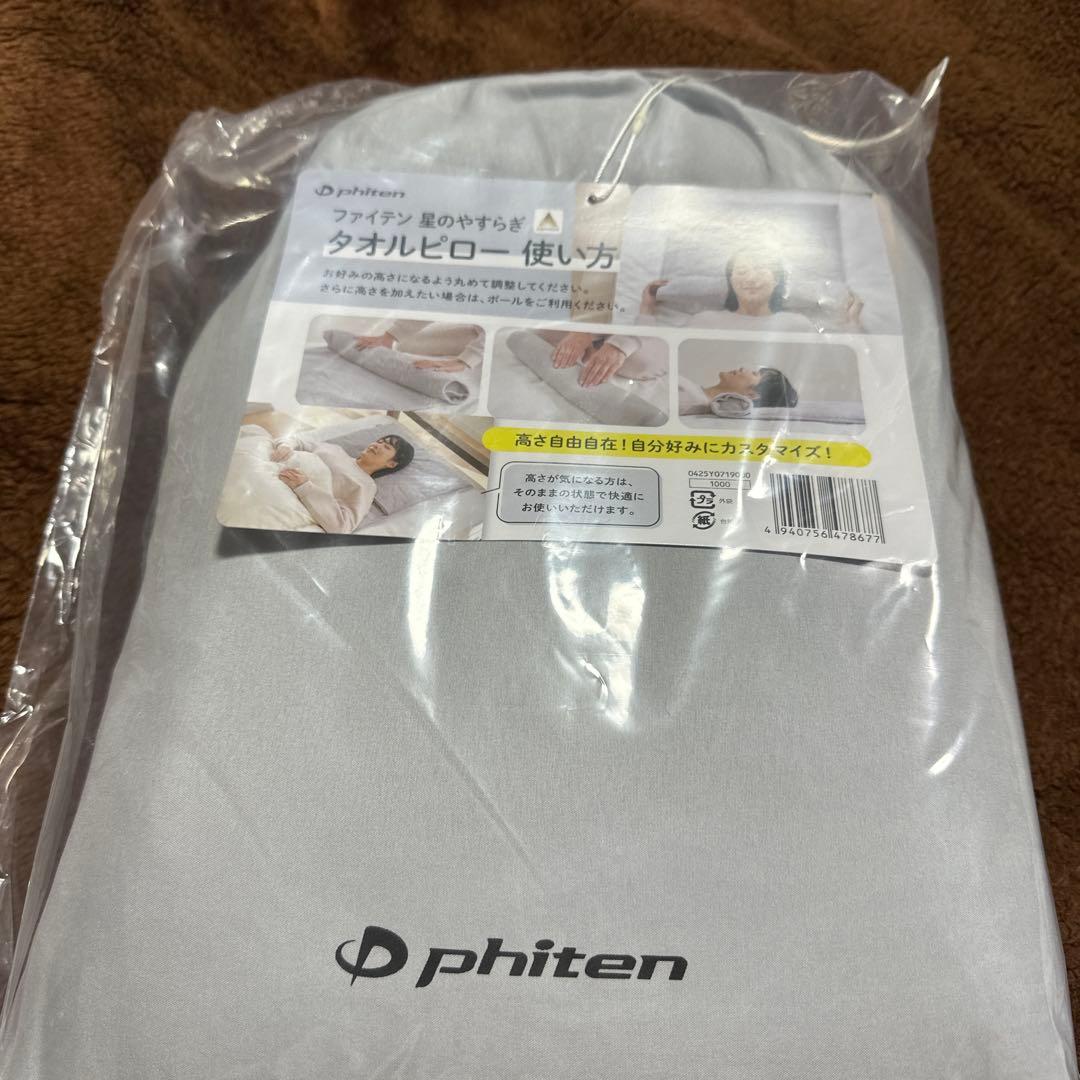 phiten
ファイテン 星のやすらぎ
タオルピロー 使い方
お好みの高さになるよう丸めて調整してください。
さらに高さを加えたい場合は、ボールをご利用ください。
高さ自由自在!自分好みにカスタマイズ!
高さが気になる方は、
そのままの状態で快適に
お使いいただけます。
1000
プラ 外袋
紙
4 940756 478677
phiten